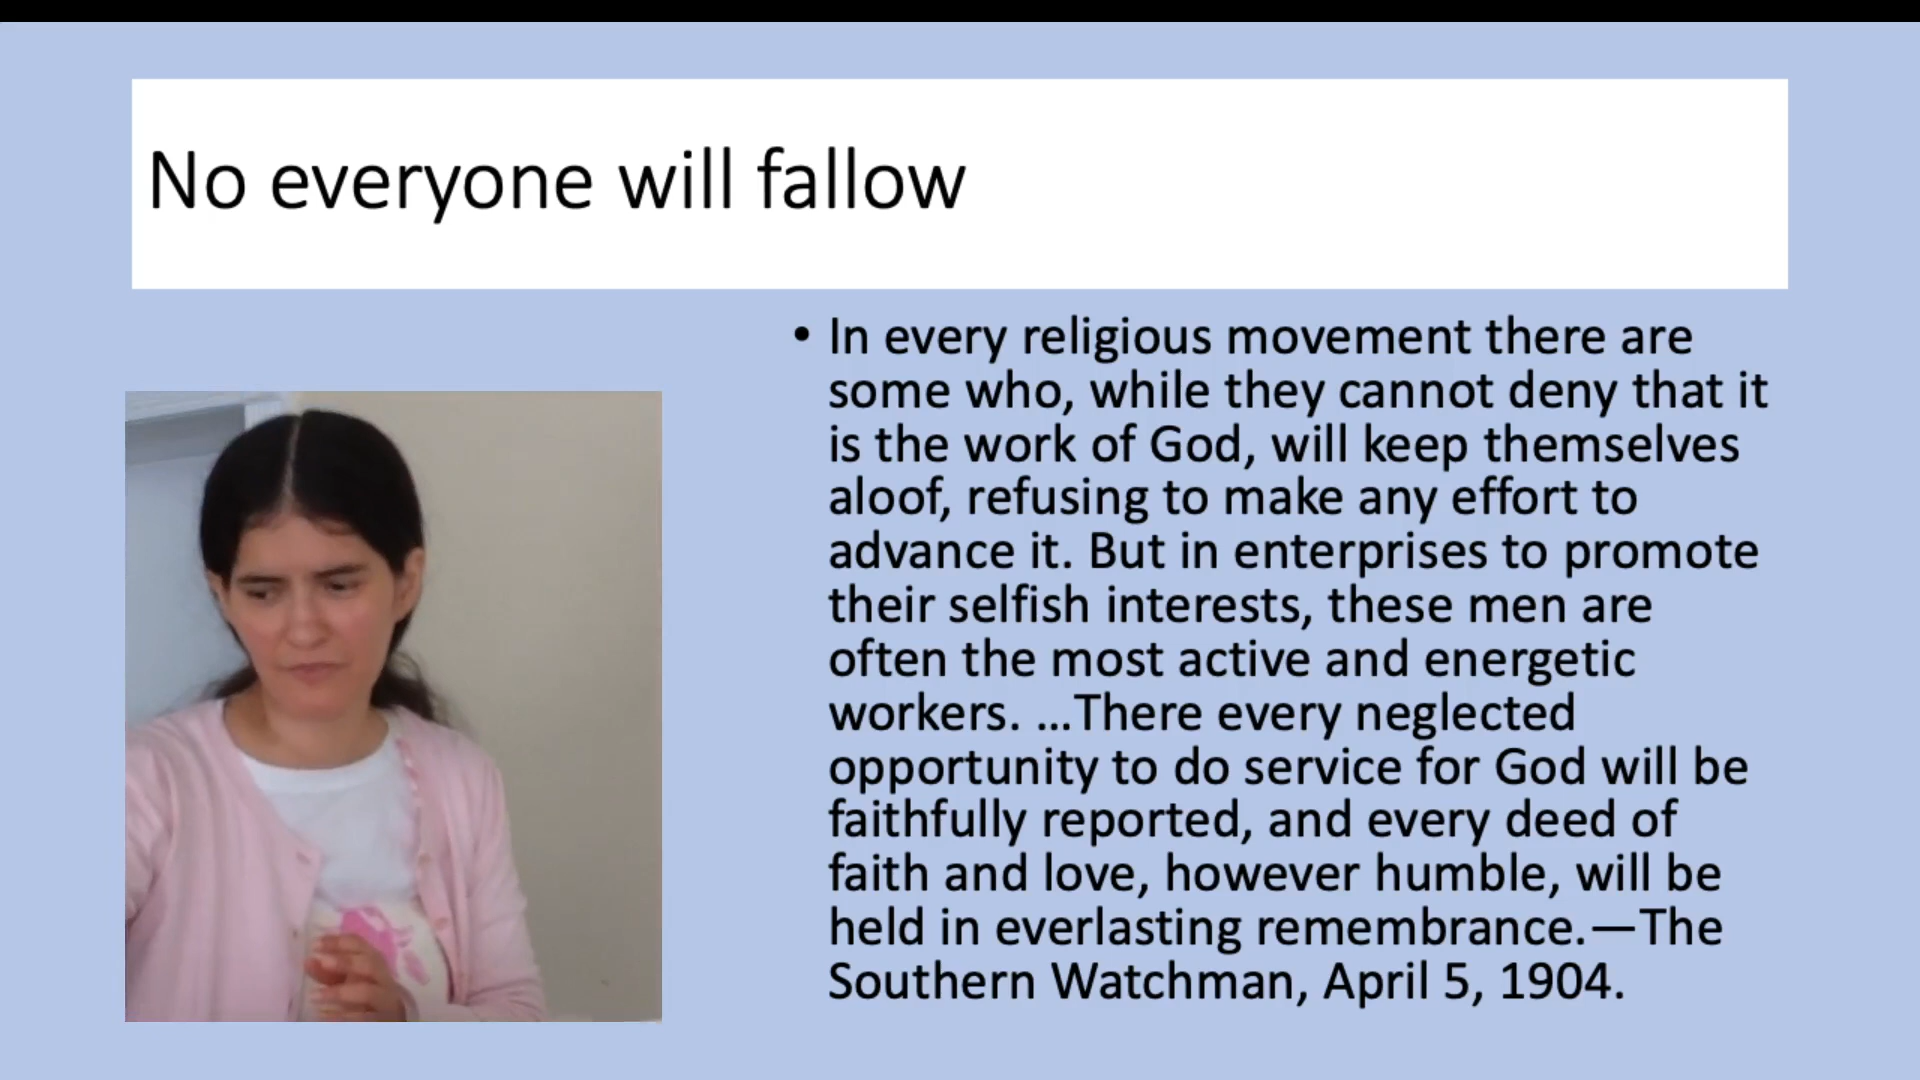 No everyone will fallow
• In every religious movement there are
some who, while they cannot deny that it
is the work of God, will keep themselves
aloof, refusing to make any effort to
advance it. But in enterprises to promote
their selfish interests, these men are
often the most active and energetic
workers. ...There every neglected
opportunity to do service for God will be
faithfully reported, and every deed of
faith and love, however humble, will be
held in everlasting remembrance.—The
Southern Watchman, April 5, 1904.